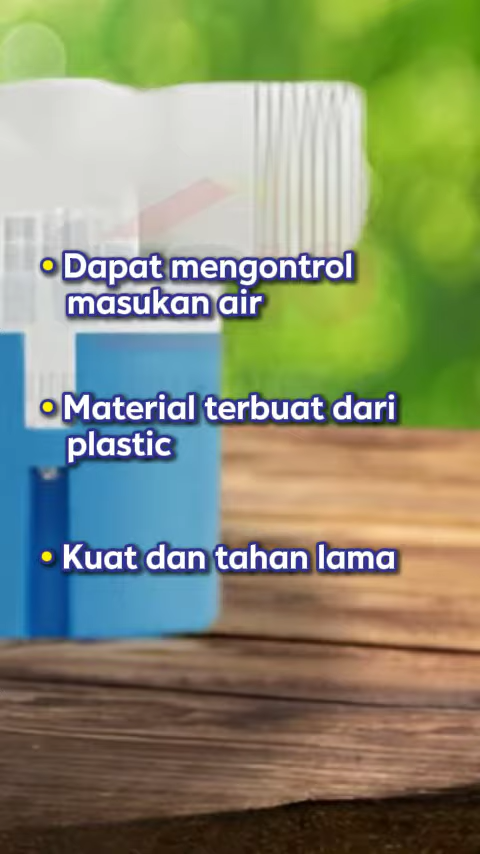 • Dapat mengontrol
masukan air
• Material terbuat dari
plastic
• Kuat dan tahan lama